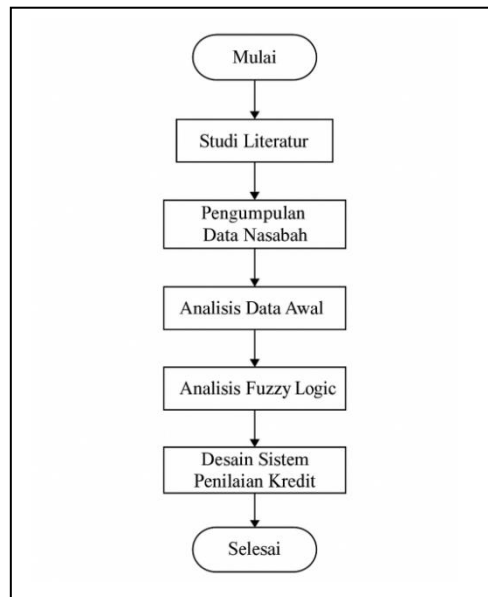 Mulai
Studi Literatur
Pengumpulan
Data Nasabah
Analisis Data Awal
Analisis Fuzzy Logic
Desain Sistem
Penilaian Kredit
Selesai